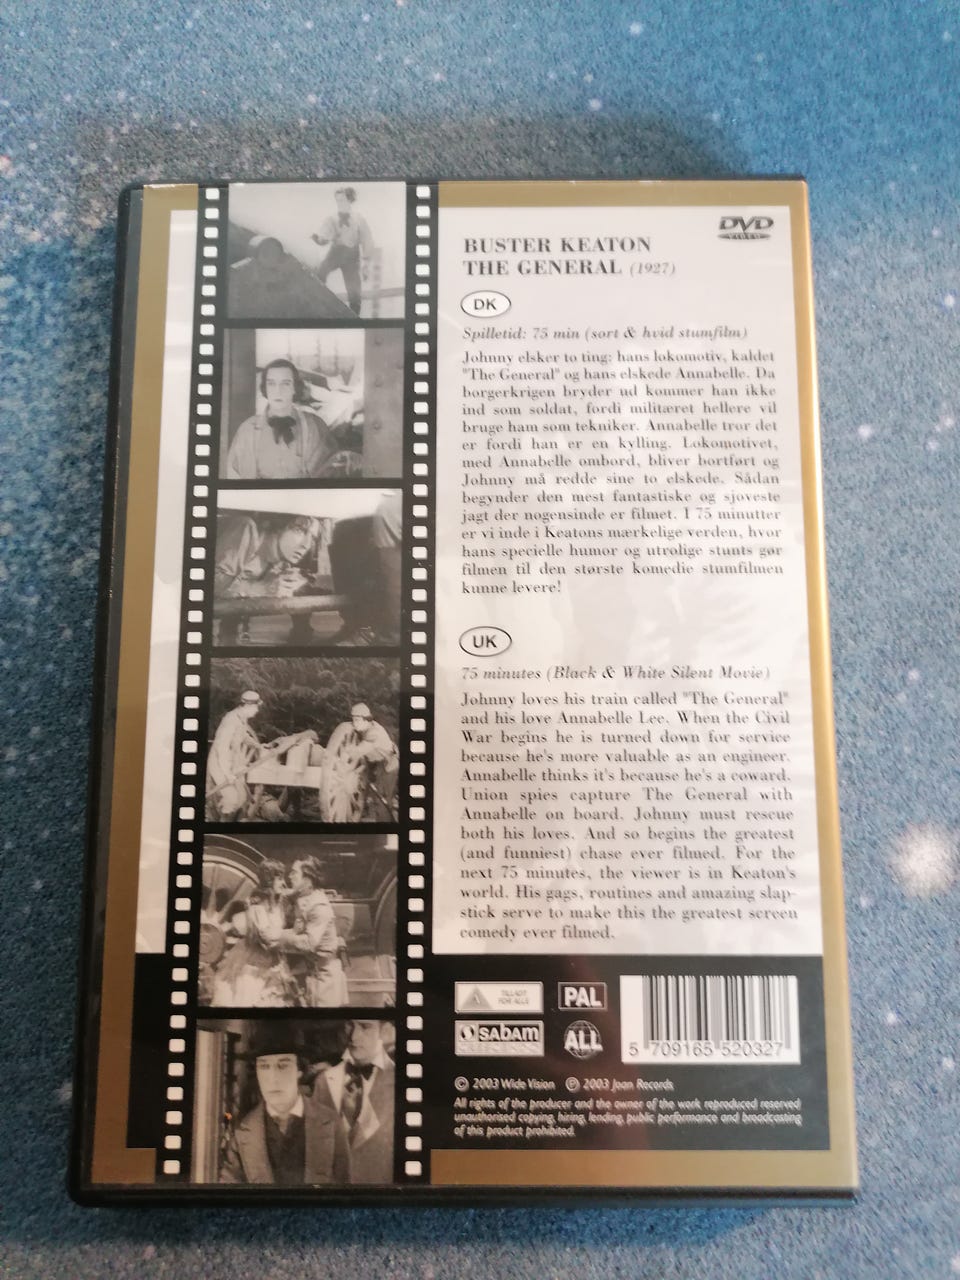 DVD
VIDEO
BUSTER KEATON
THE GENERAL (1927)
DK
Spilletid: 75 min (sort & hvid stumfilm)
Johnny elsker to ting: hans lokomotiv, kaldet
"The General" og hans elskede Annabelle. Da
borgerkrigen bryder ud kommer han ikke
ind som soldat, fordi militæret hellere vil
bruge ham som tekniker. Annabelle tror det
er fordi han er en kylling. Lokomotivet,
med Annabelle ombord, bliver bortført og
Johnny må redde sine to elskede. Sådan
begynder den mest fantastiske og sjoveste
jagt der nogensinde er filmet. I 75 minutter
er vi inde i Keatons mærkelige verden, hvor
hans specielle humor og utrolige stunts gør
filmen til den største komedie stumfilmen
kunne levere!
UK
75 minutes (Black & White Silent Movie)
Johnny loves his train called "The General"
and his love Annabelle Lee. When the Civil
War begins he is turned down for service
because he's more valuable as an engineer.
Annabelle thinks it's because he's a coward.
Union spies capture The General with
Annabelle on board. Johnny must rescue
both his loves. And so begins the greatest
(and funniest) chase ever filmed. For the
next 75 minutes, the viewer is in Keaton's
world. His gags, routines and amazing slap-
stick serve to make this the greatest screen
comedy ever filmed.
TILLADT
FOR ALLE
PAL
sabam
ALL
5 709165 520327
© 2003 Wide Vision ℗ 2003 Joan Records
All rights of the producer and the owner of the work reproduced reserved
unauthorised copying, hiring, lending, public performance and broadcasting
of this product prohibited.